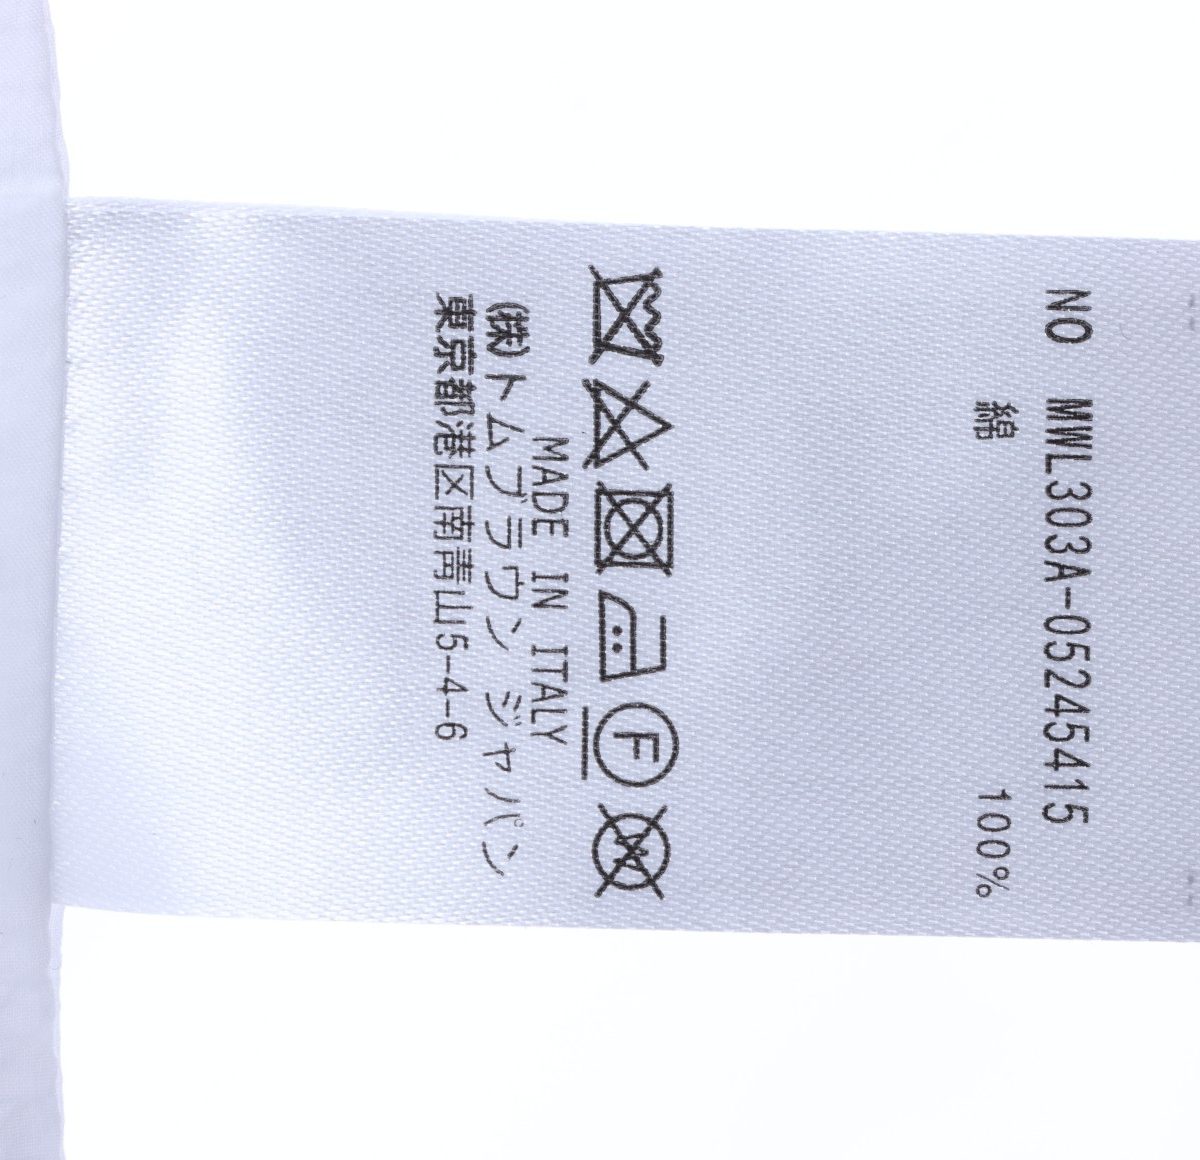 NO MWL303A-05245415
綿 100%
F
W
MADE IN ITALY
(株)トムブラウン ジャパン
東京都港区南青山5-4-6